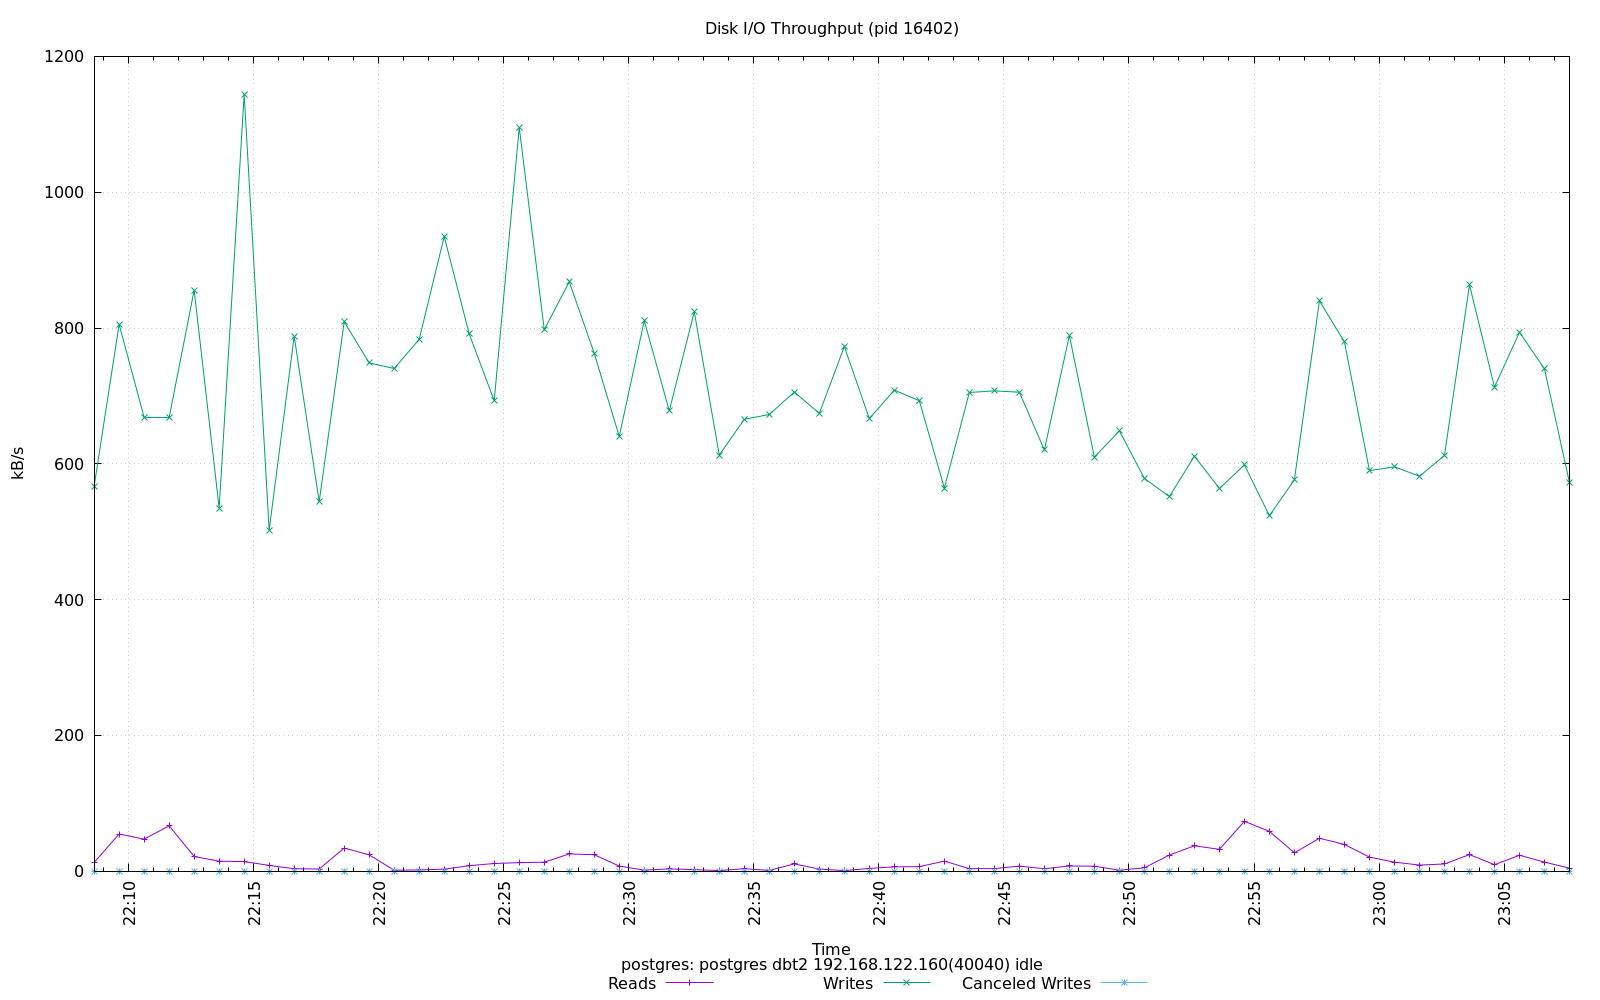 Disk I/O Throughput (pid 16402)
1200
1000
800
600
400
200
0
kB/s
22:10 22:15 22:20 22:25 22:30 22:35 22:40 22:45 22:50 22:55 23:00 23:05
Time
postgres: postgres dbt2 192.168.122.160(40040) idle
Reads Writes Canceled Writes